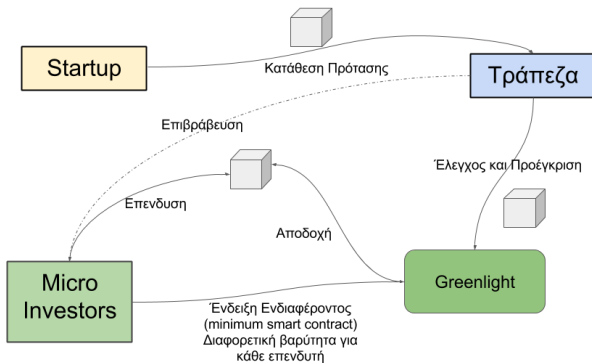 Startup
Κατάθεση Πρότασης
Τράπεζα
Επιβράβευση
Έλεγχος και Προέγκριση
Επενδυση
Αποδοχή
Micro
Investors
Greenlight
Ένδειξη Ενδιαφέροντος
(minimum smart contract)
Διαφορετική βαρύτητα για
κάθε επενδυτή